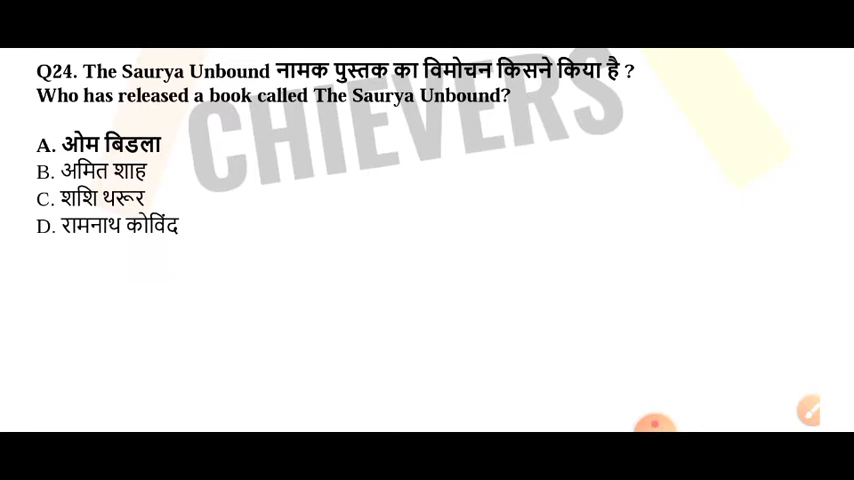 Q24. The Saurya Unbound नामक पुस्तक का विमोचन किसने किया है ?
Who has released a book called The Saurya Unbound?
A. ओम बिडला
B. अमित शाह
C. शशि थरूर
D. रामनाथ कोविंद
CHIEVERS